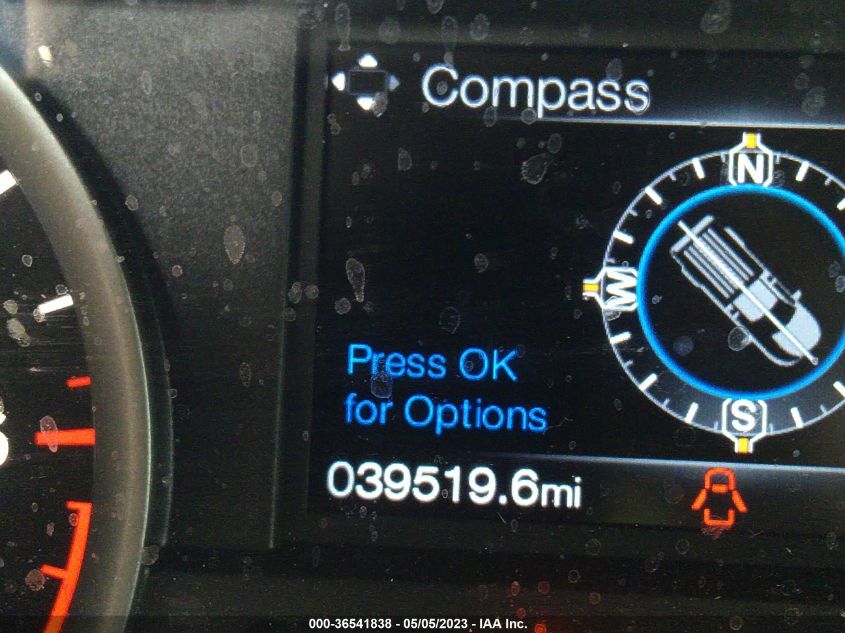 Compass
N
W
Press OK
for Options
S
039519.6mi
000-36541838 - 05/05/2023 - IAA Inc.